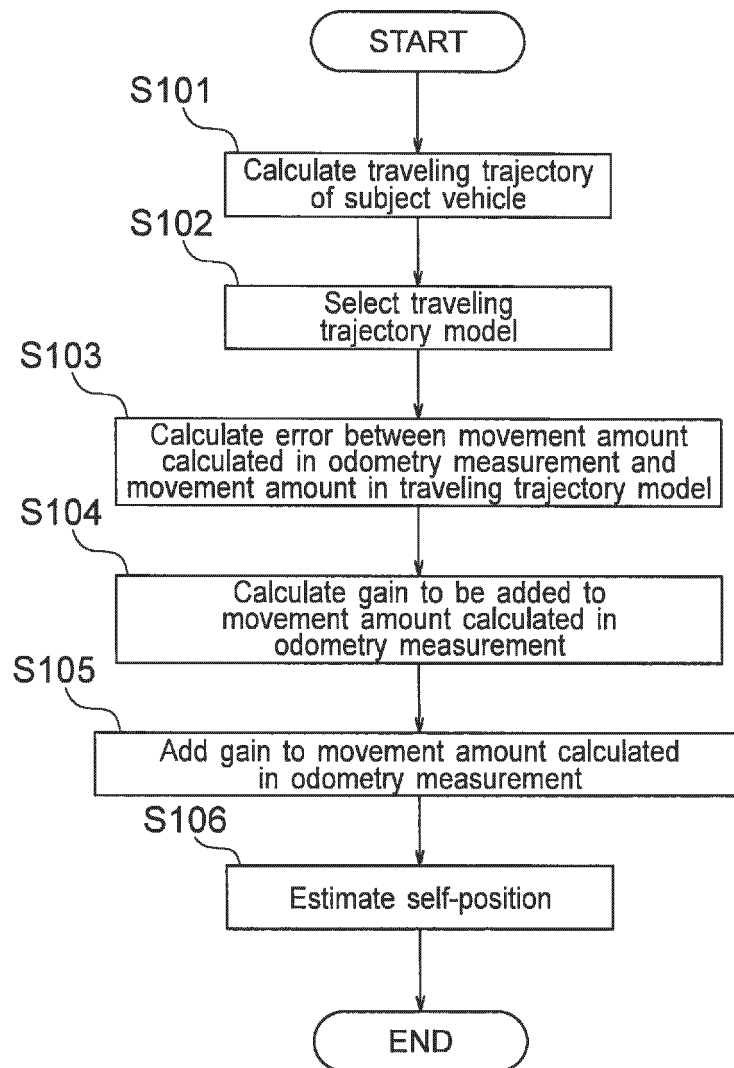 START
S101
Calculate traveling trajectory
of subject vehicle
S102
Select traveling
trajectory model
S103
Calculate error between movement amount
calculated in odometry measurement and
movement amount in traveling trajectory model
S104
Calculate gain to be added to
movement amount calculated in
odometry measurement
S105
Add gain to movement amount calculated
in odometry measurement
S106
Estimate self-position
END